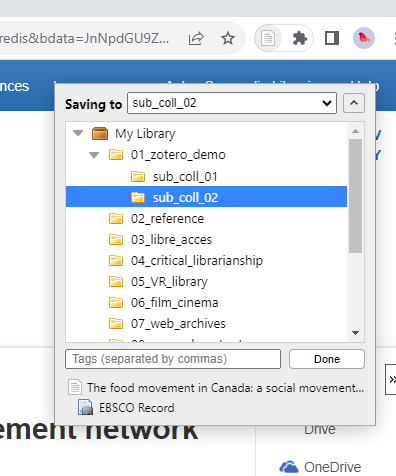 redis&bdata=JnNpdGU9Z...
nces
Saving to sub_coll_02
My Library
01_zotero_demo
sub_coll_01
sub_coll_02
02_reference
03_libre_acces
04_critical_librarianship
05_VR_library
06_film_cinema
07_web_archives
Tags (separated by commas)
Done
The food movement in Canada: a social movement...
EBSCO Record
ement network
Drive
OneDrive